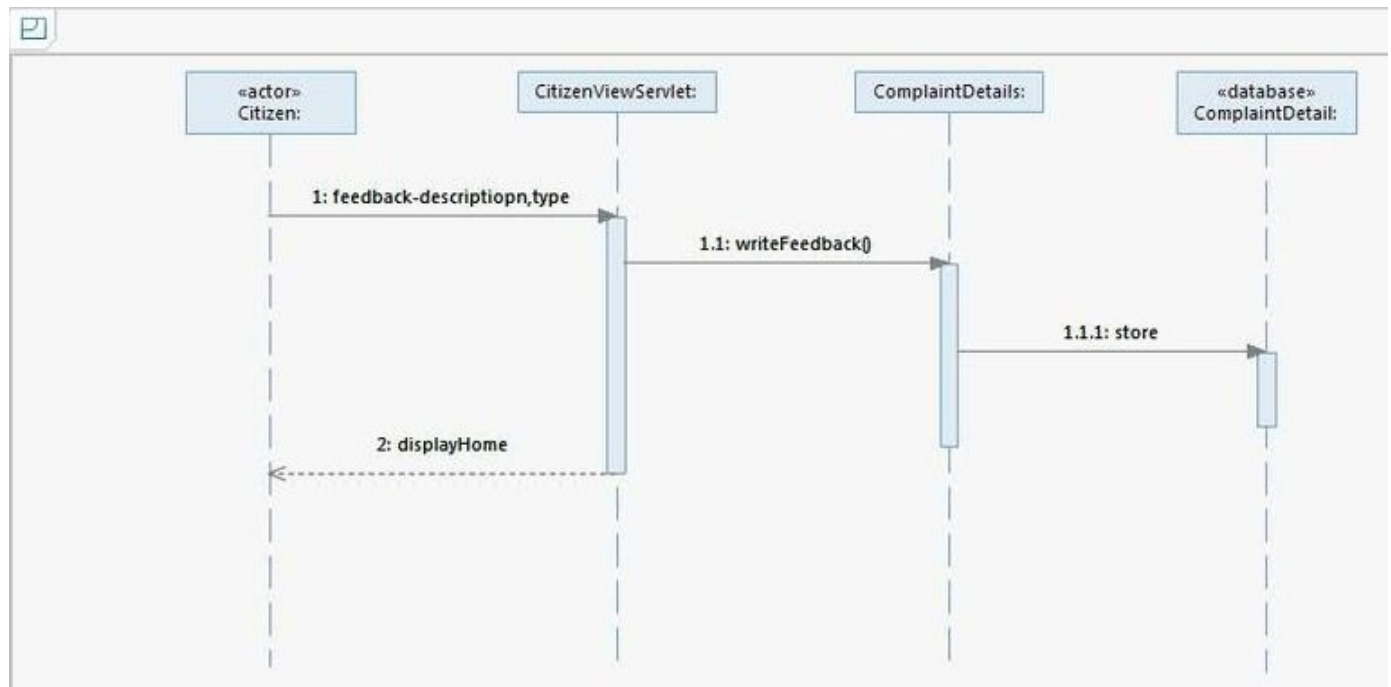 «actor»
Citizen:
CitizenViewServlet:
ComplaintDetails:
«database»
ComplaintDetail:
1: feedback-descriptiopn,type
1.1: writeFeedback()
1.1.1: store
2: displayHome